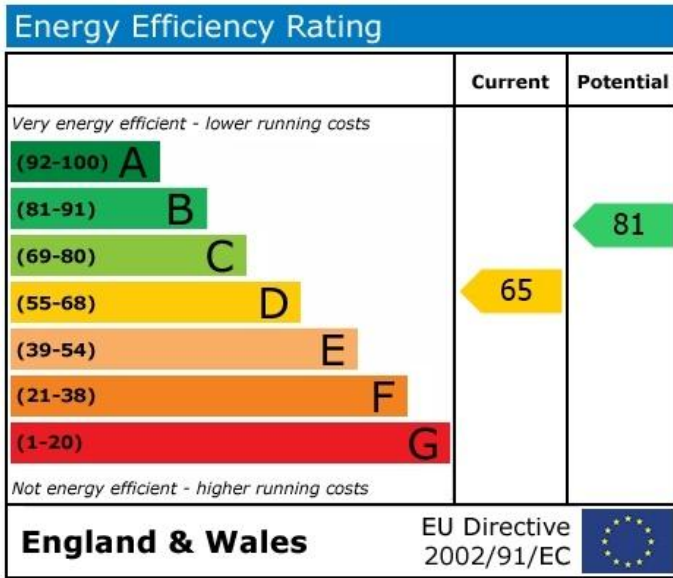 Energy Efficiency Rating
Current Potential
Very energy efficient - lower running costs
(92-100) A
(81-91) B
81
(69-80) C
(55-68) D
65
(39-54) E
(21-38) F
(1-20) G
Not energy efficient - higher running costs
England & Wales
EU Directive
2002/91/EC